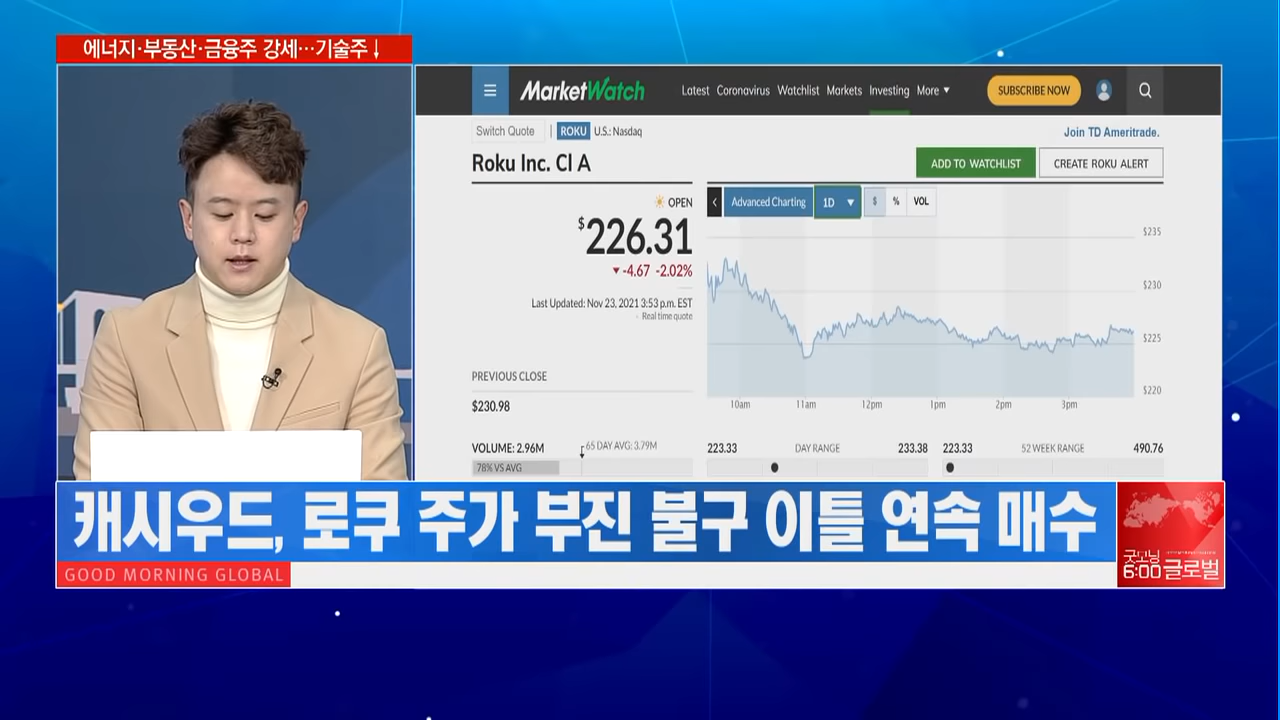 에너지·부동산·금융주 강세…기술주↓
MarketWatch
Latest Coronavirus Watchlist Markets Investing More ▼
SUBSCRIBE NOW
Switch Quote | ROKU U.S.: Nasdaq
Join TD Ameritrade.
Roku Inc. Cl A
ADD TO WATCHLIST
CREATE ROKU ALERT
OPEN
$226.31
▼ -4.67 -2.02%
Last Updated: Nov 23, 2021 3:53 p.m. EST
Real time quote
PREVIOUS CLOSE
$230.98
Advanced Charting 1D ▼ $ % VOL
$235
$230
$225
$220
10am 11am 12pm 1pm 2pm 3pm
VOLUME: 2.96M 65 DAY AVG: 3.79M
78% VS AVG
223.33 DAY RANGE 233.38
223.33 52 WEEK RANGE 490.76
캐시우드, 로쿠 주가 부진 불구 이틀 연속 매수
GOOD MORNING GLOBAL
굿모닝
6:00 글로벌